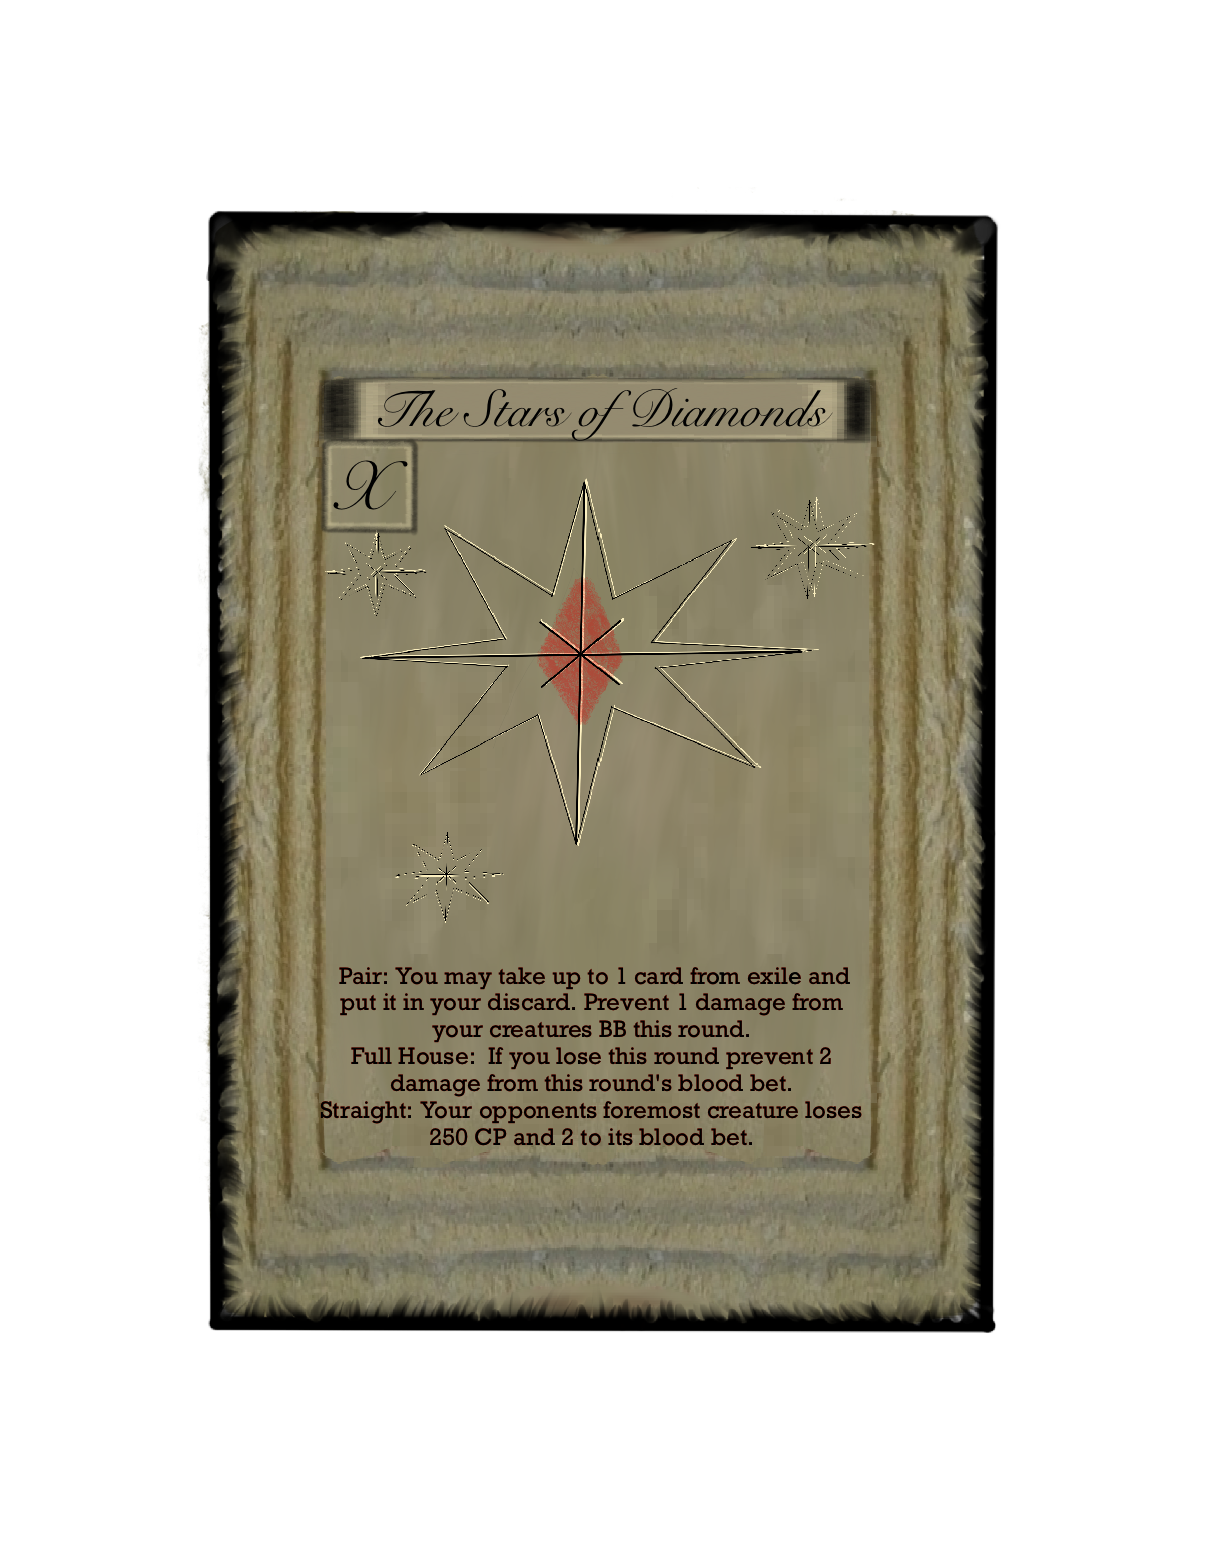 The Stars of Diamonds
X
Pair: You may take up to 1 card from exile and
put it in your discard. Prevent 1 damage from
your creatures BB this round.
Full House:  If you lose this round prevent 2
damage from this round's blood bet.
Straight: Your opponents foremost creature loses
250 CP and 2 to its blood bet.